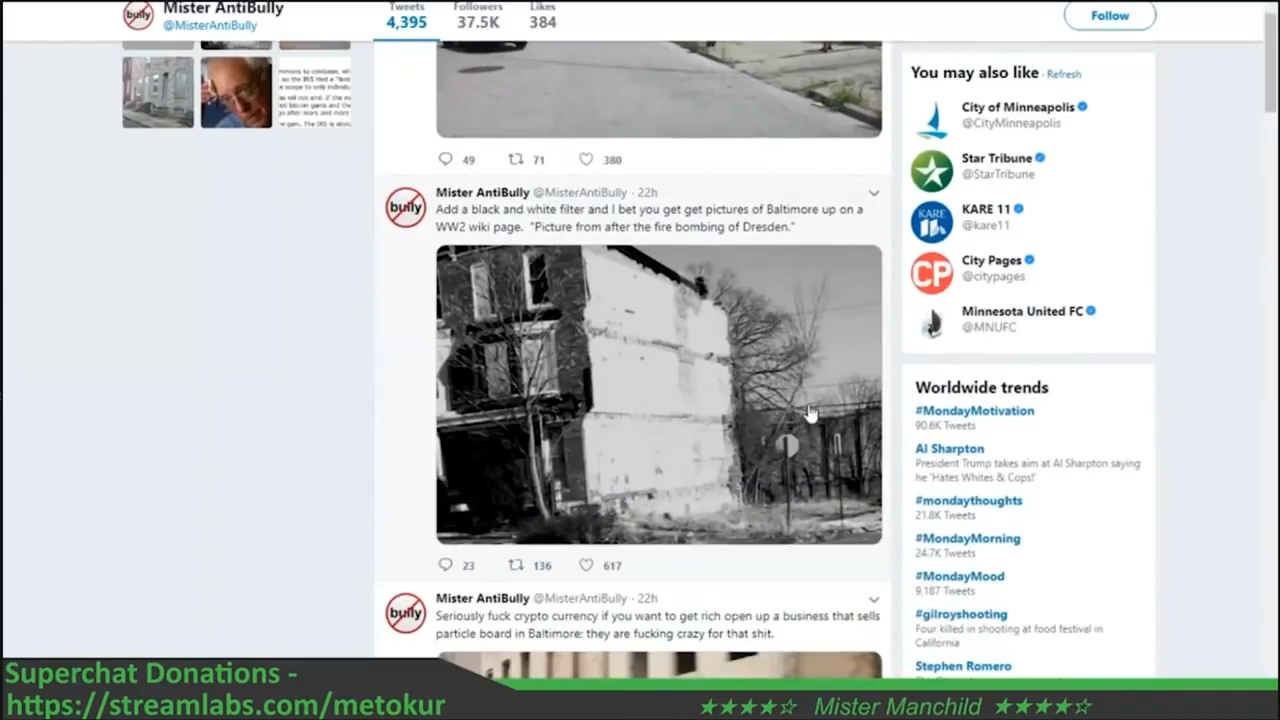 bully
Mister AntiBully
@MisterAntiBully
Tweets
4,395
Followers
37.5K
Likes
384
Follow
49
71
380
bully
Mister AntiBully @MisterAntiBully · 22h
Add a black and white filter and I bet you get get pictures of Baltimore up on a
WW2 wiki page. "Picture from after the fire bombing of Dresden."
23
136
617
bully
Mister AntiBully @MisterAntiBully · 22h
Seriously fuck crypto currency if you want to get rich open up a business that sells
particle board in Baltimore: they are fucking crazy for that shit.
You may also like · Refresh
City of Minneapolis
@CityMinneapolis
Star Tribune
@StarTribune
KARE
KARE 11
@kare11
CP
City Pages
@citypages
Minnesota United FC
@MNUFC
Worldwide trends
#MondayMotivation
90.6K Tweets
Al Sharpton
President Trump takes aim at Al Sharpton saying
he 'Hates Whites & Cops!'
#mondaythoughts
21.8K Tweets
#MondayMorning
24.7K Tweets
#MondayMood
9,187 Tweets
#gilroyshooting
Four killed in shooting at food festival in
California
Stephen Romero
Superchat Donations -
https://streamlabs.com/metokur
★★★★☆ Mister Manchild ★★★★☆